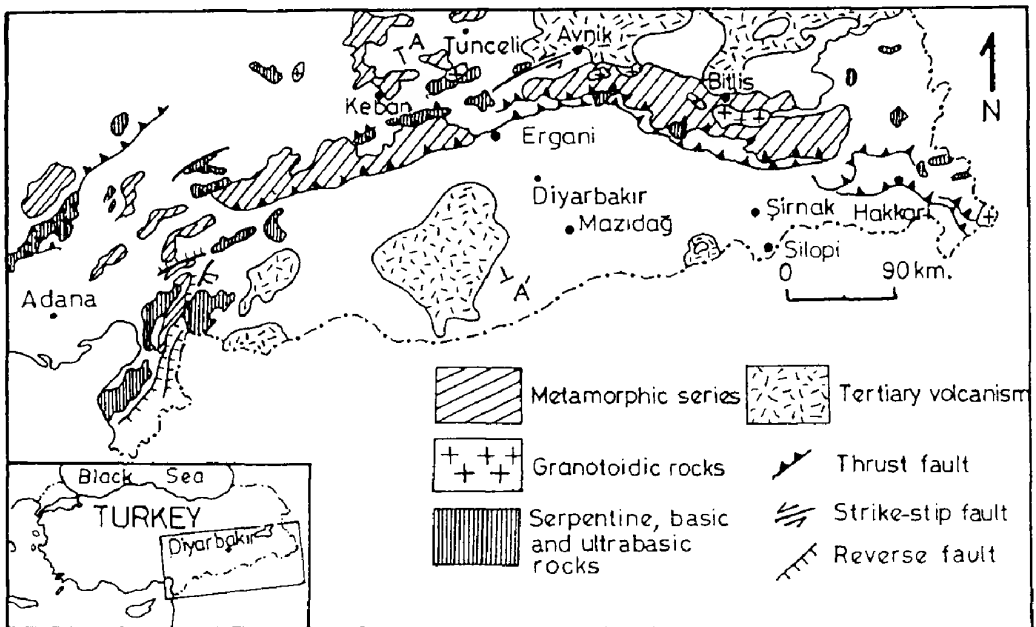 A
Tunceli
Avnik
Keban
Bitlis
N
Ergani
Diyarbakır
Mazıdağ
Şirnak
Hakkari
Silopi
0 90 km.
A
Adana
Metamorphic series
Tertiary volcanism
Granotoidic rocks
Thrust fault
Serpentine, basic
and ultrabasic
rocks
Strike-stip fault
Reverse fault
Black Sea
TURKEY
Diyarbakır